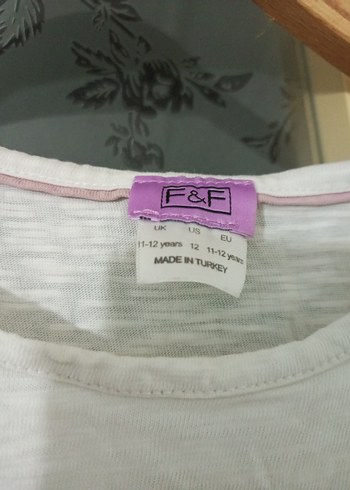 F&F
UK US EU
11-12 years 12 11-12 years
MADE IN TURKEY